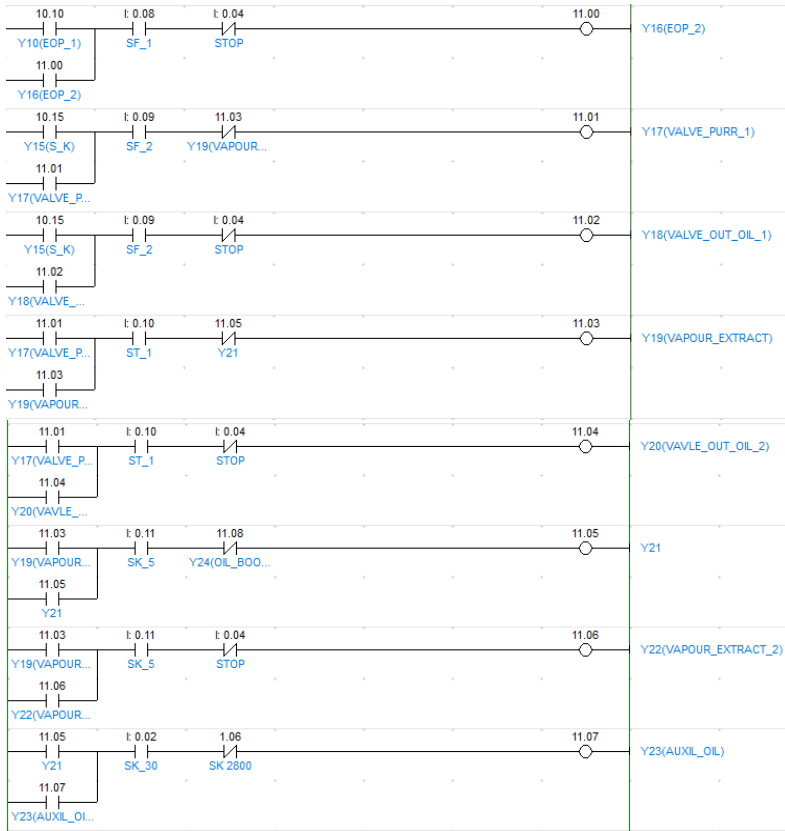 10.10 I: 0.08 I: 0.04 11.00
Y16(EOP_2)
Y10(EOP_1) SF_1 STOP
11.00
Y16(EOP_2)
10.15 I: 0.09 11.03 11.01
Y17(VALVE_PURR_1)
Y15(S_K) SF_2 Y19(VAPOUR...
11.01
Y17(VALVE_P...
10.15 I: 0.09 I: 0.04 11.02
Y18(VALVE_OUT_OIL_1)
Y15(S_K) SF_2 STOP
11.02
Y18(VALVE_...
11.01 I: 0.10 11.05 11.03
Y19(VAPOUR_EXTRACT)
Y17(VALVE_P... ST_1 Y21
11.03
Y19(VAPOUR...
11.01 I: 0.10 I: 0.04 11.04
Y20(VAVLE_OUT_OIL_2)
Y17(VALVE_P... ST_1 STOP
11.04
Y20(VAVLE_...
11.03 I: 0.11 11.08 11.05
Y21
Y19(VAPOUR... SK_5 Y24(OIL_BOO...
11.05
Y21
11.03 I: 0.11 I: 0.04 11.06
Y22(VAPOUR_EXTRACT_2)
Y19(VAPOUR... SK_5 STOP
11.06
Y22(VAPOUR...
11.05 I: 0.02 1.06 11.07
Y23(AUXIL_OIL)
Y21 SK_30 SK 2800
11.07
Y23(AUXIL_OI...